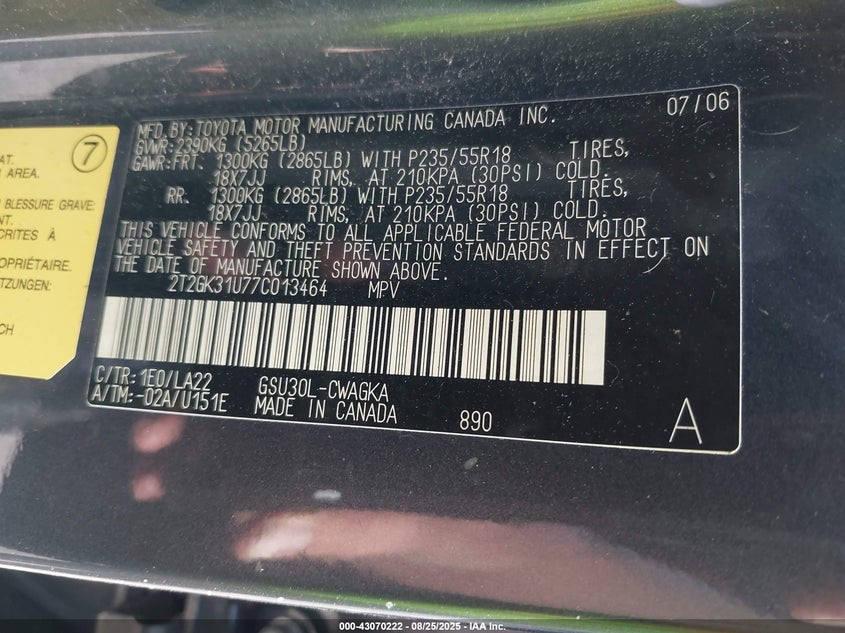 7
AT.
R AREA.
N BLESSURE GRAVE:
NT.
CRITES À
OPRIÉTAIRE.
TZUNGEN.
CH
07/06
MFD. BY: TOYOTA MOTOR MANUFACTURING CANADA INC.
GVWR: 2390KG (5265LB)
GAWR: FRT. 1300KG (2865LB) WITH P235/55R18 TIRES,
18X7JJ RIMS, AT 210KPA (30PSI) COLD.
RR. 1300KG (2865LB) WITH P235/55R18 TIRES,
18X7JJ RIMS, AT 210KPA (30PSI) COLD.
THIS VEHICLE CONFORMS TO ALL APPLICABLE FEDERAL MOTOR
VEHICLE SAFETY AND THEFT PREVENTION STANDARDS IN EFFECT ON
THE DATE OF MANUFACTURE SHOWN ABOVE.
2T2GK31U77C013464 MPV
C/TR: 1E0/LA22 GSU30L-CWAGKA
A/TM: -02A/U151E MADE IN CANADA 890
A
000-43070222 - 08/25/2025 - IAA Inc.